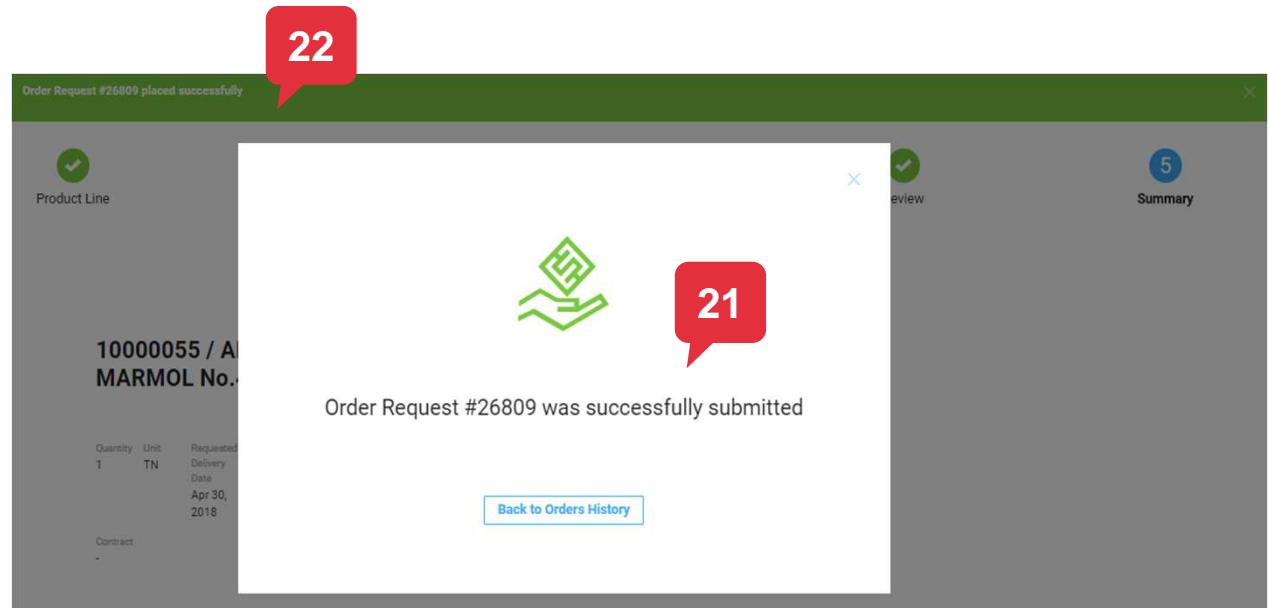 22
Order Request #26809 placed successfully
Product Line
eview
5
Summary
21
10000055 / A
MARMOL No.
Order Request #26809 was successfully submitted
Quantity Unit Requested
Delivery
Date
1 TN
Apr 30,
2018
Back to Orders History
Contract
-